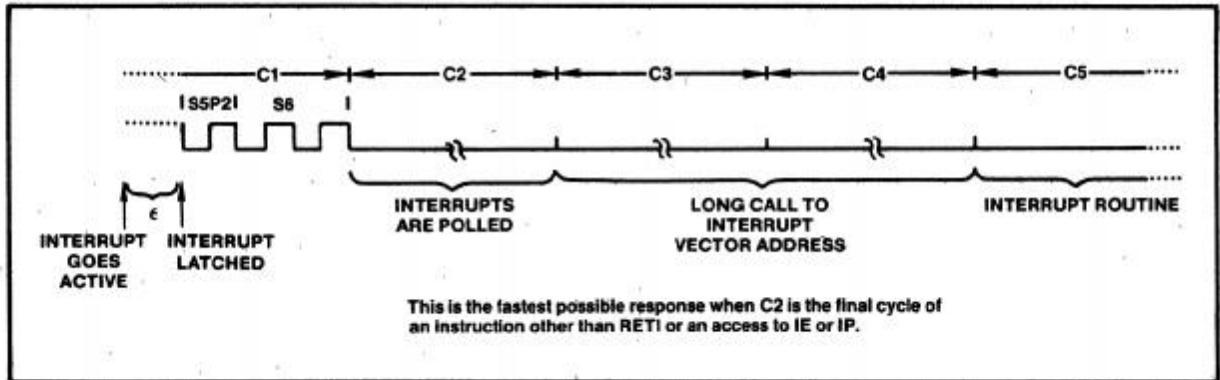 C1 C2 C3 C4 C5
S5P2 S6
ε
INTERRUPT
GOES
ACTIVE
INTERRUPT
LATCHED
INTERRUPTS
ARE POLLED
LONG CALL TO
INTERRUPT
VECTOR ADDRESS
INTERRUPT ROUTINE
This is the fastest possible response when C2 is the final cycle of
an instruction other than RETI or an access to IE or IP.